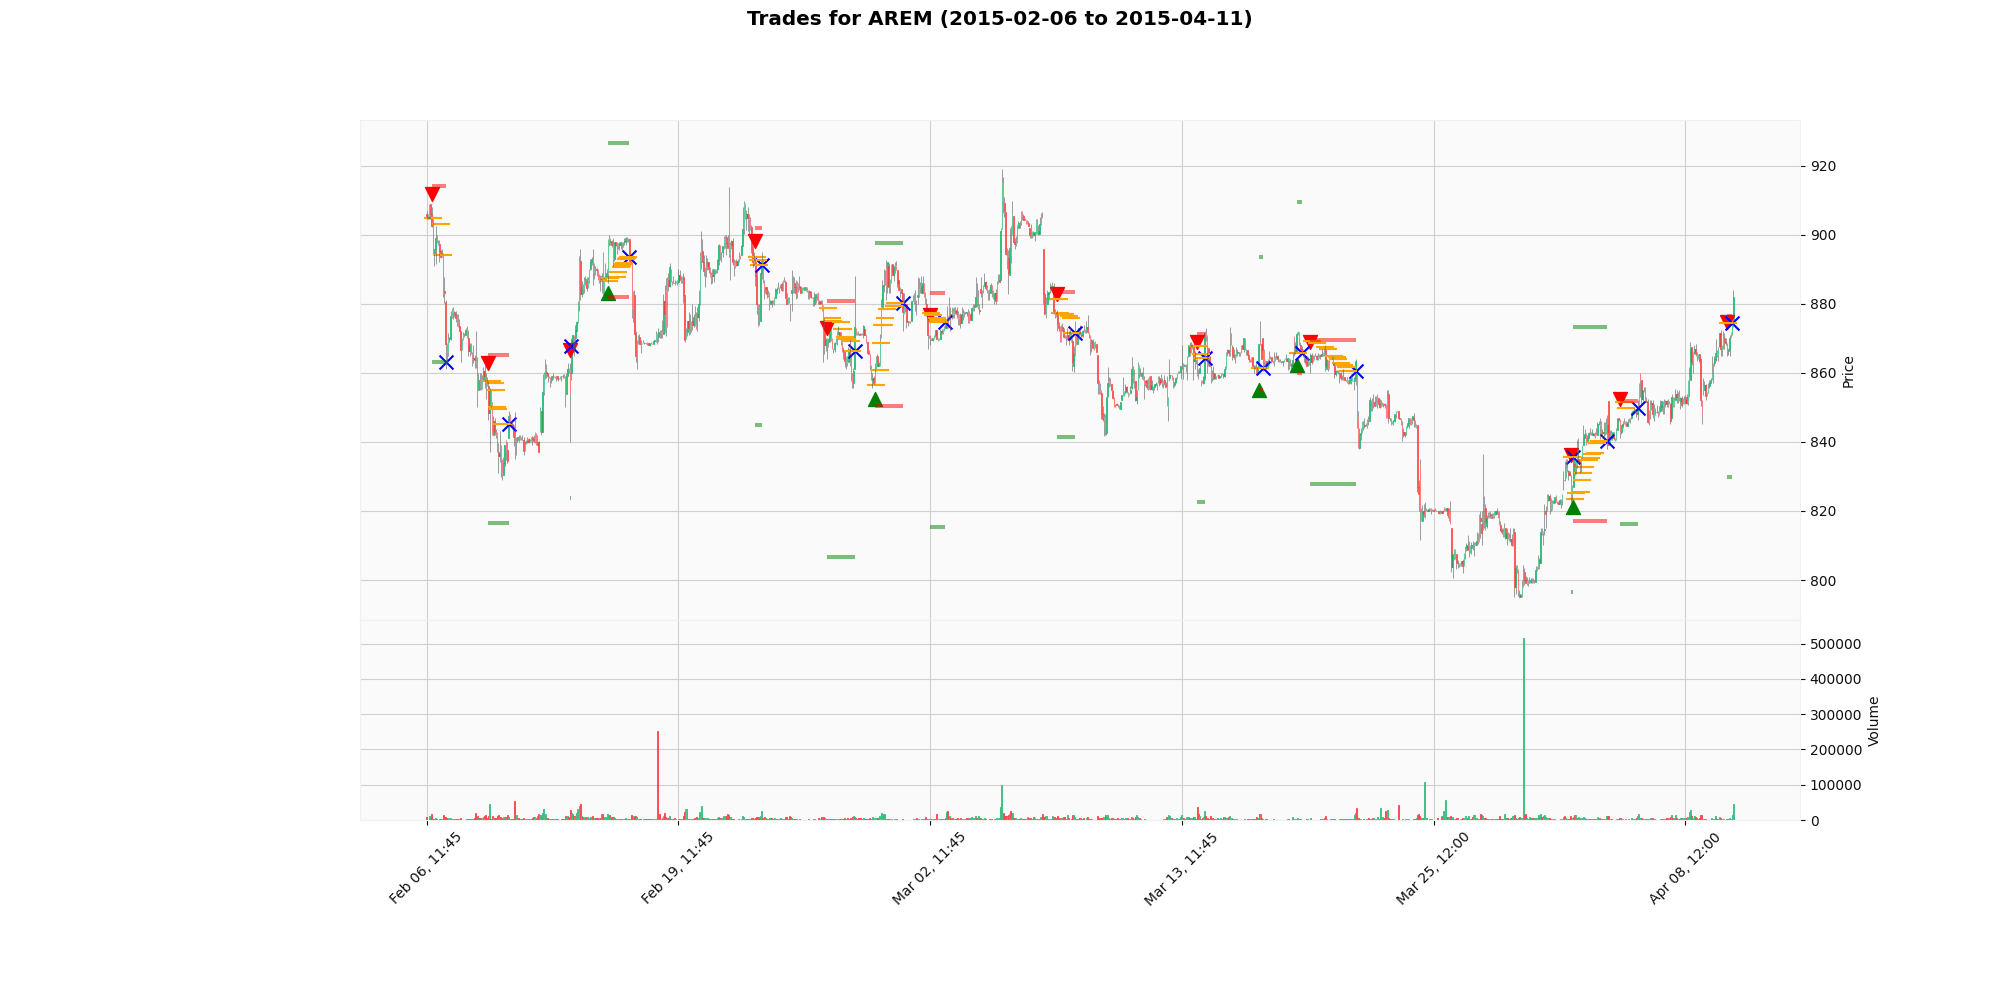 Trades for AREM (2015-02-06 to 2015-04-11)
920
900
880
860
840
820
800
Price
500000
400000
300000
200000
100000
0
Volume
Feb 06, 11:45
Feb 19, 11:45
Mar 02, 11:45
Mar 13, 11:45
Mar 25, 12:00
Apr 08, 12:00